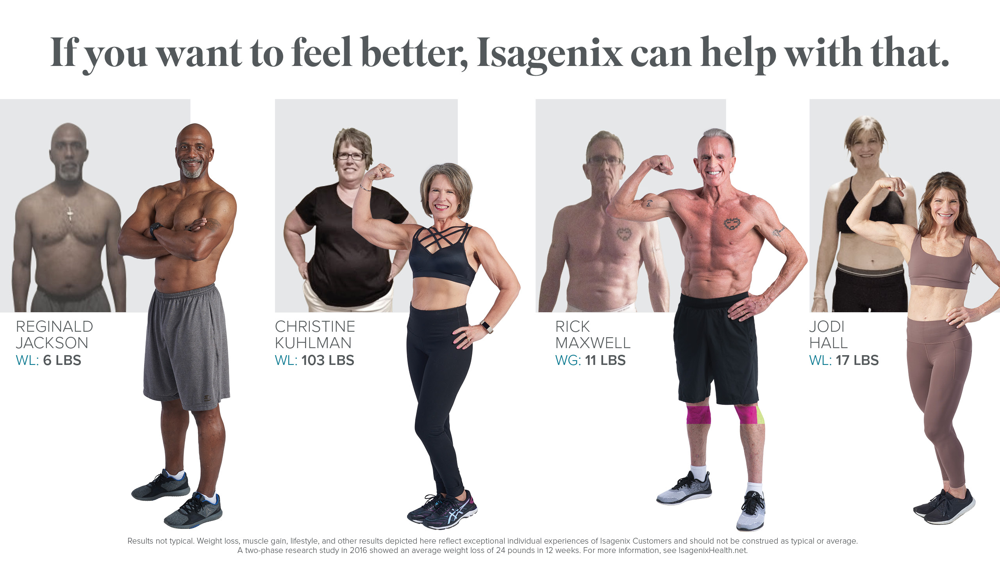 If you want to feel better, Isagenix can help with that.
REGINALD
JACKSON
WL: 6 LBS
CHRISTINE
KUHLMAN
WL: 103 LBS
RICK
MAXWELL
WG: 11 LBS
JODI
HALL
WL: 17 LBS
Results not typical. Weight loss, muscle gain, lifestyle, and other results depicted here reflect exceptional individual experiences of Isagenix Customers and should not be construed as typical or average.
A two-phase research study in 2016 showed an average weight loss of 24 pounds in 12 weeks. For more information, see IsagenixHealth.net.